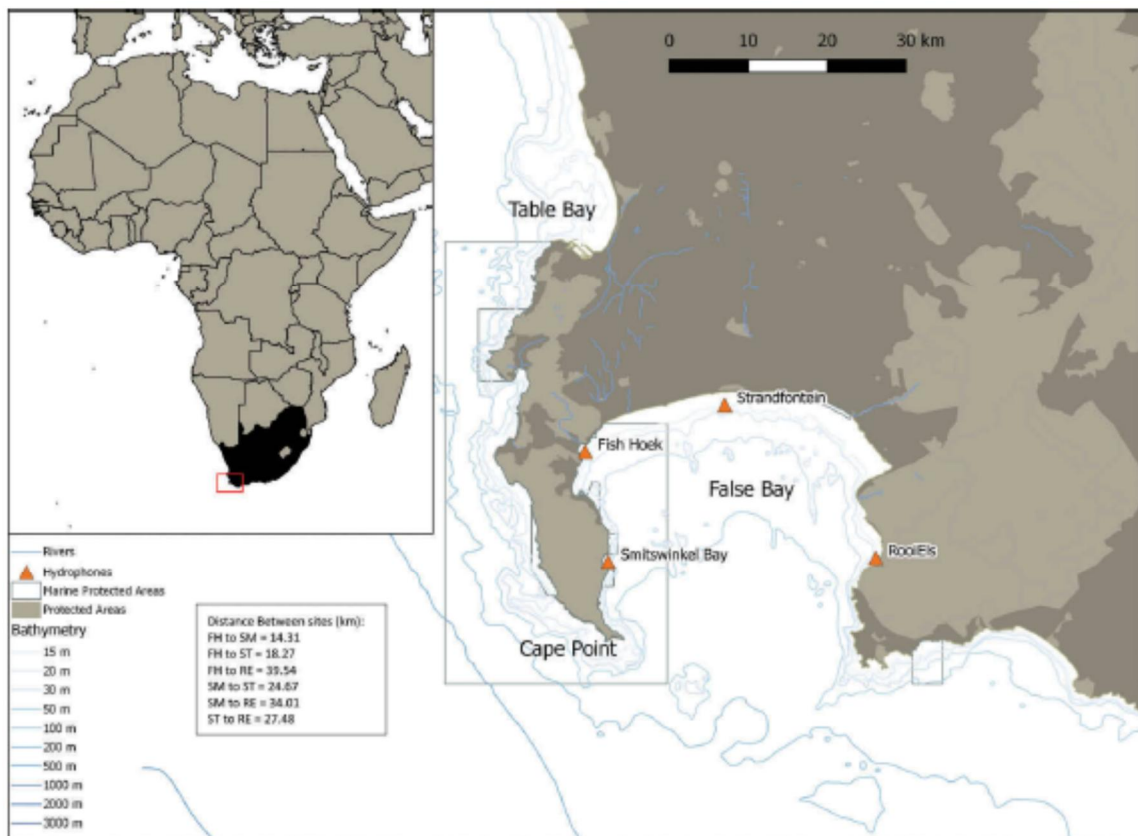 0 10 20 30 km
Table Bay
Strandfontein
Fish Hoek
False Bay
Smitswinkel Bay
RooiEls
Cape Point
Rivers
Hydrophones
Marine Protected Areas
Protected Areas
Bathymetry
15 m
20 m
30 m
50 m
100 m
200 m
500 m
1000 m
2000 m
3000 m
Distance Between sites (km):
FH to SM = 14.31
FH to ST = 18.27
FH to RE = 39.54
SM to ST = 24.67
SM to RE = 34.01
ST to RE = 27.48